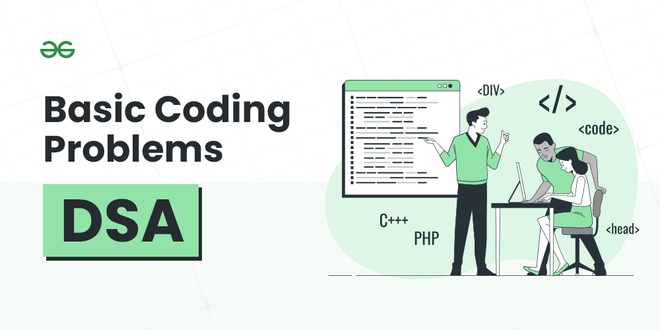 Basic Coding
Problems
DSA
<DIV>
</>
<code>
C+++
PHP
<head>